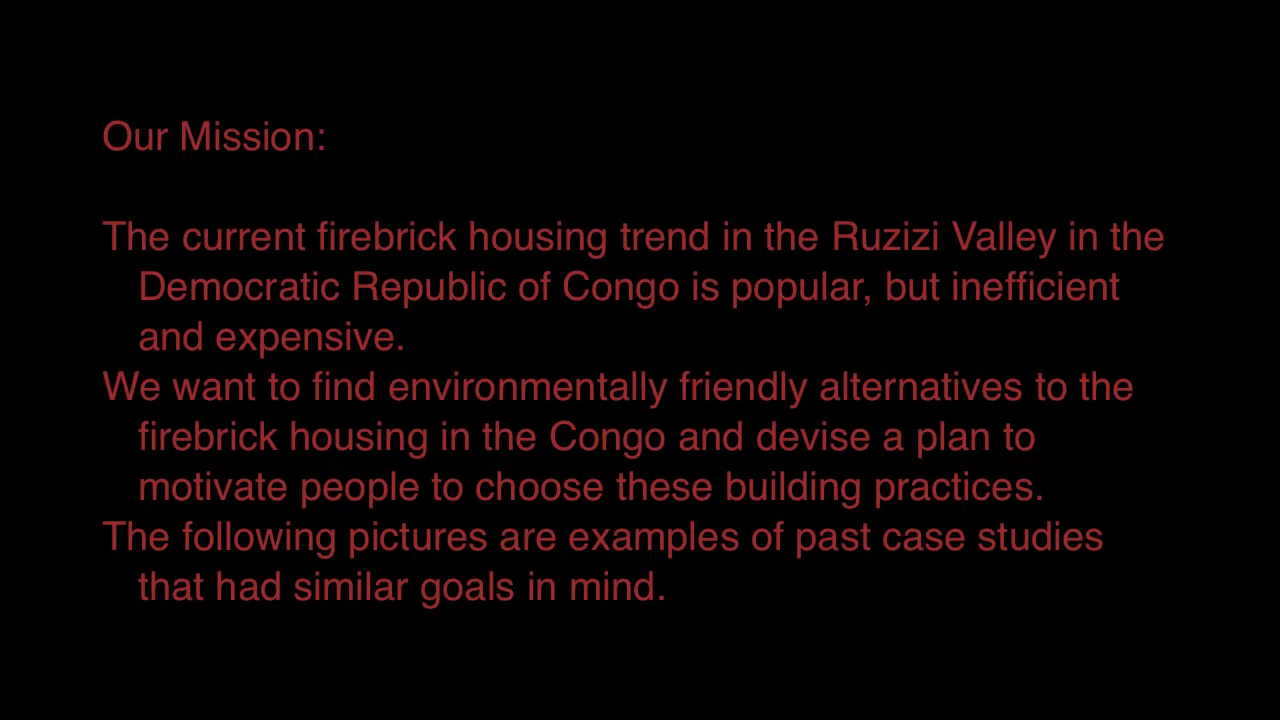 Our Mission:
The current firebrick housing trend in the Ruzizi Valley in the
Democratic Republic of Congo is popular, but inefficient
and expensive.
We want to find environmentally friendly alternatives to the
firebrick housing in the Congo and devise a plan to
motivate people to choose these building practices.
The following pictures are examples of past case studies
that had similar goals in mind.